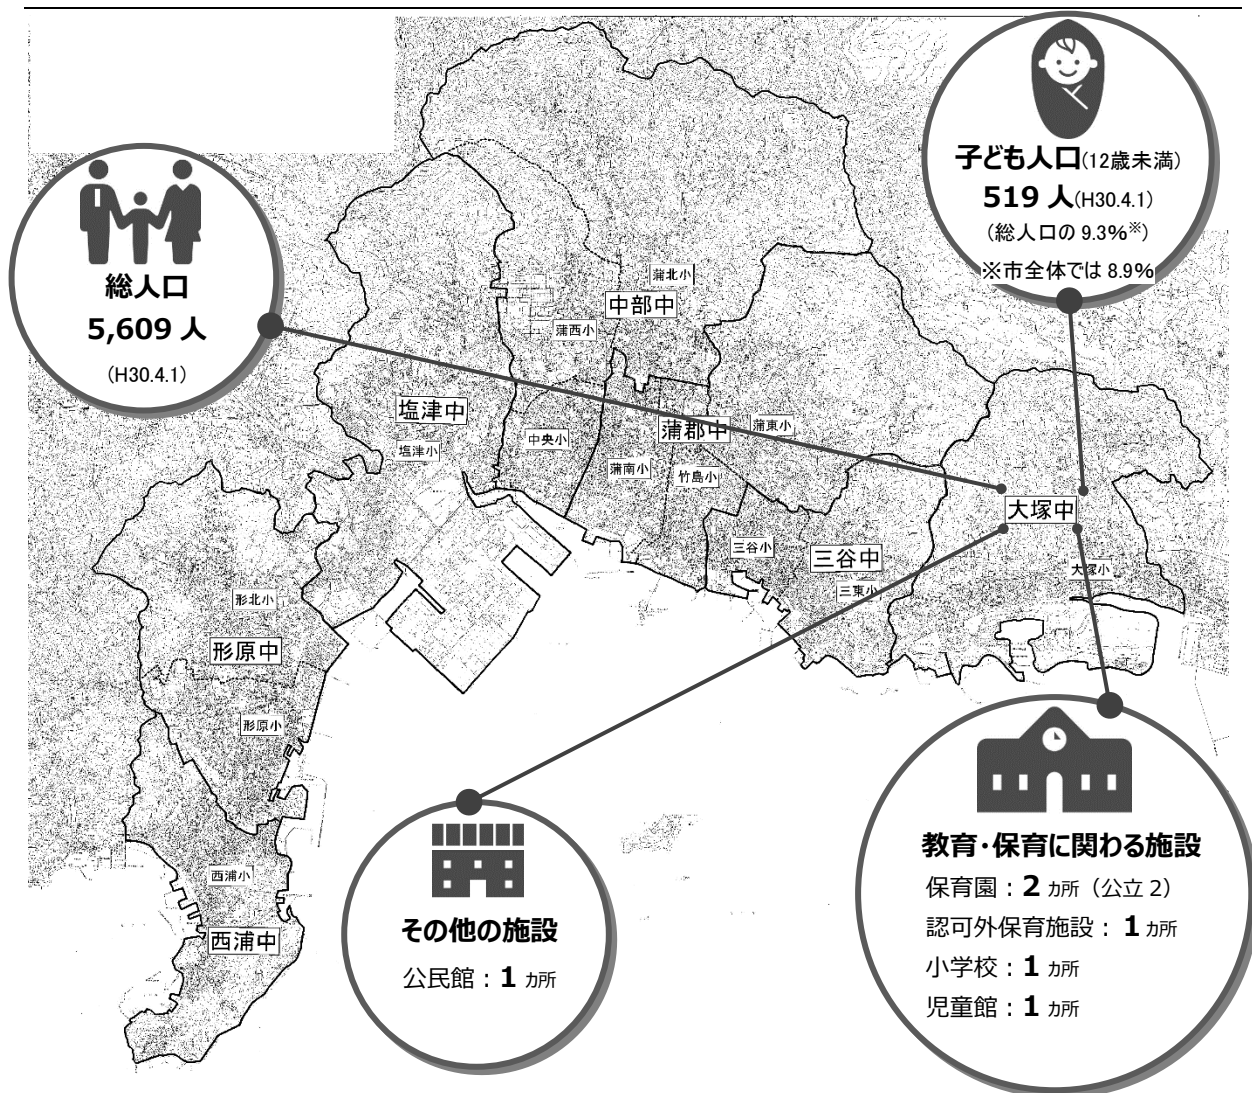 子ども人口(12歳未満)
519 人(H30.4.1)
(総人口の 9.3%※)
※市全体では 8.9%
総人口
5,609 人
(H30.4.1)
蒲北小
中部中
蒲西小
塩津中
塩津小
中央小
蒲郡中
蒲東小
蒲南小
竹島小
大塚中
大塚小
三谷小
三谷中
三東小
形北小
形原中
形原小
西浦小
西浦中
その他の施設
公民館：1 カ所
教育・保育に関わる施設
保育園：2 カ所（公立 2）
認可外保育施設：1 カ所
小学校：1 カ所
児童館：1 カ所